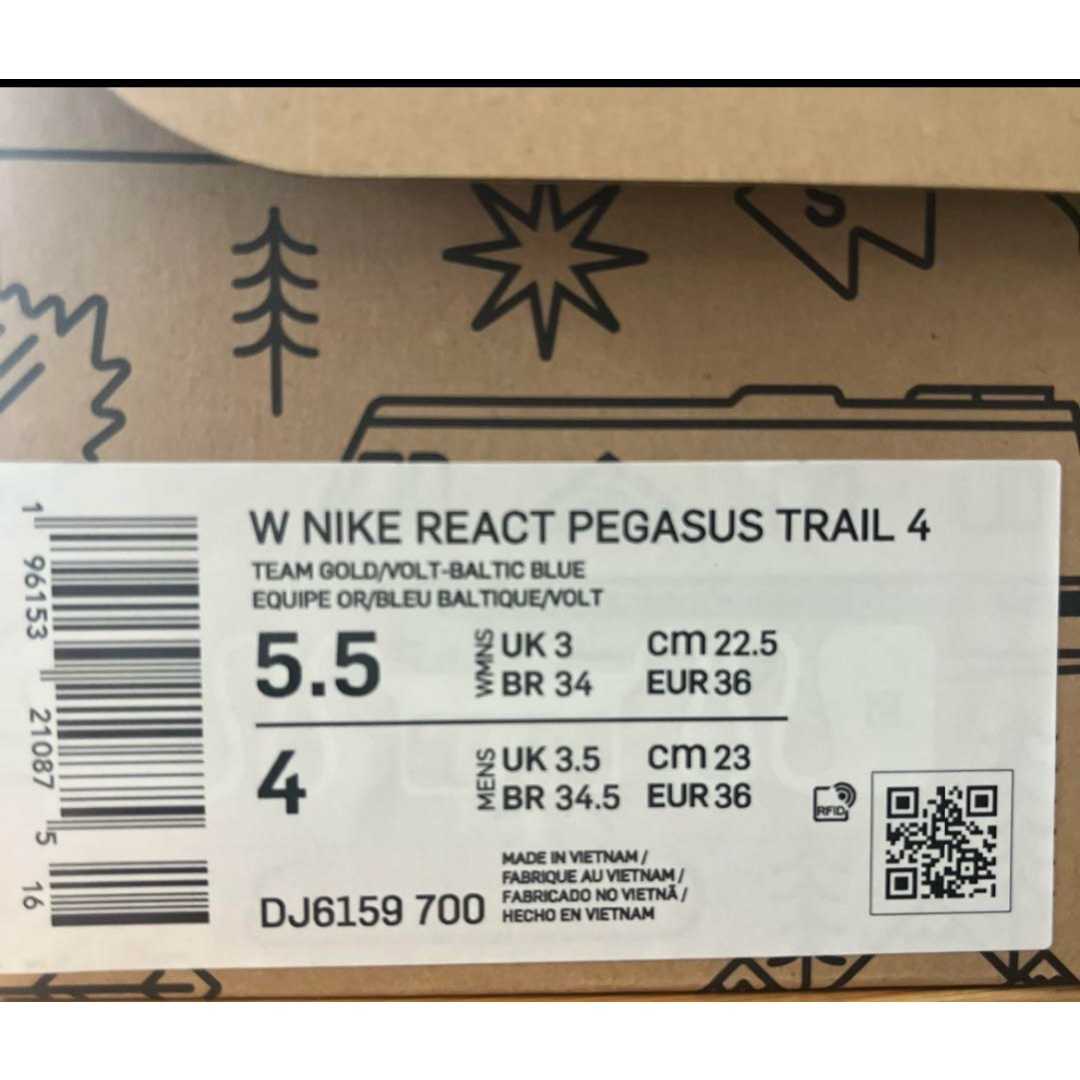 S
W NIKE REACT PEGASUS TRAIL 4
TEAM GOLD/VOLT-BALTIC BLUE
EQUIPE OR/BLEU BALTIQUE/VOLT
5.5
WMNS
UK 3
cm 22.5
BR 34
EUR 36
4
MENS
UK 3.5
cm 23
BR 34.5
EUR 36
RFID
DJ6159 700
MADE IN VIETNAM /
FABRIQUE AU VIETNAM /
FABRICADO NO VIETNÃ /
HECHO EN VIETNAM
1 96153 21087 5 16